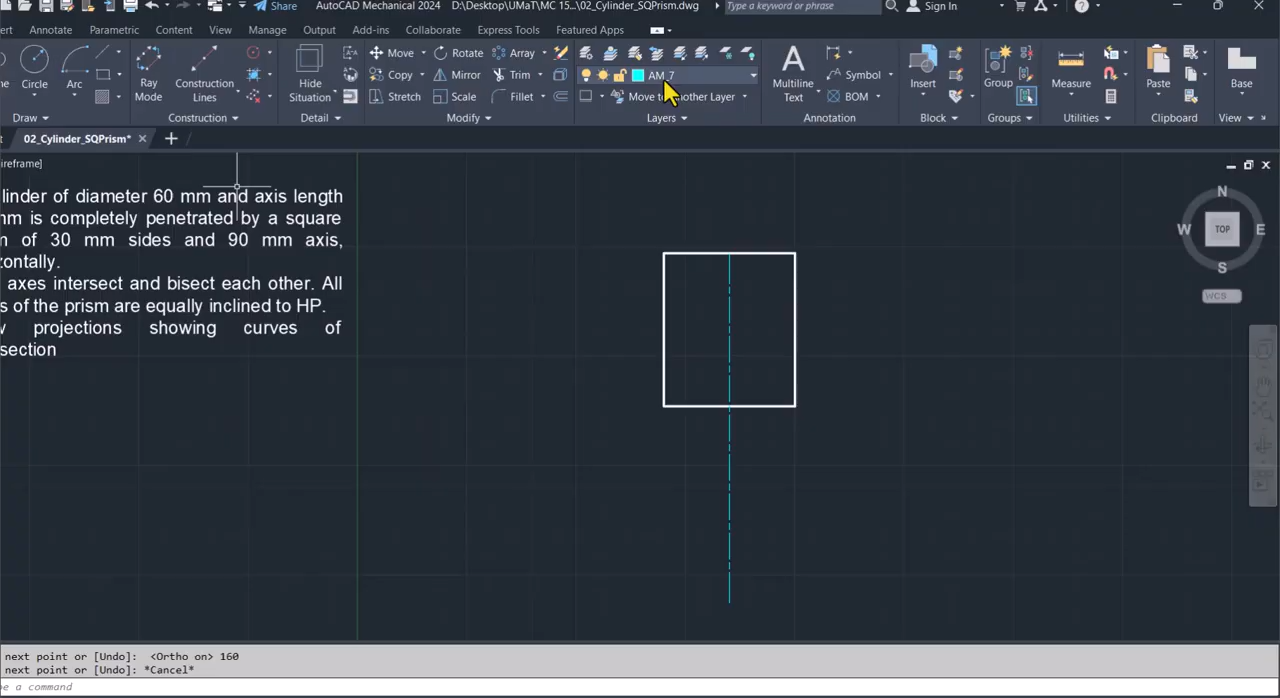 Share AutoCAD Mechanical 2024 D:\Desktop\UMaT\MC 15...\02_Cylinder_SQPrism.dwg Type a keyword or phrase Sign In
Annotate Parametric Content View Manage Output Add-ins Collaborate Express Tools Featured Apps
Circle Arc Ray Mode Construction Lines Hide Situation
Move Rotate Array
Copy Mirror Trim
Stretch Scale Fillet
AM_7
Move to Another Layer
Multiline Text
Symbol
BOM
Insert Group Measure Paste Base
Draw Construction Detail Modify Layers Annotation Block Groups Utilities Clipboard View
02_Cylinder_SQPrism*
ireframe]
linder of diameter 60 mm and axis length
nm is completely penetrated by a square
n of 30 mm sides and 90 mm axis,
zontally.
axes intersect and bisect each other. All
s of the prism are equally inclined to HP.
w projections showing curves of
section
N
W TOP E
S
WCS
next point or [Undo]: <Ortho on> 160
next point or [Undo]: *Cancel*
pe a command